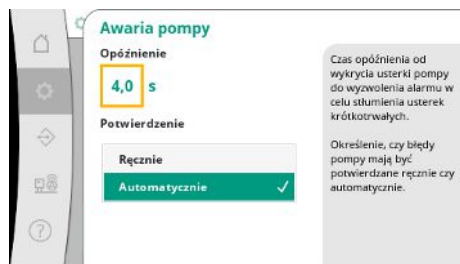 Awaria pompy
Opóźnienie
4,0 s
Potwierdzenie
Ręcznie
Automatycznie
Czas opóźnienia od
wykrycia usterki pompy
do wyzwolenia alarmu w
celu stłumienia usterek
krótkotrwałych.
Określenie, czy błędy
pompy mają być
potwierdzane ręcznie czy
automatycznie.